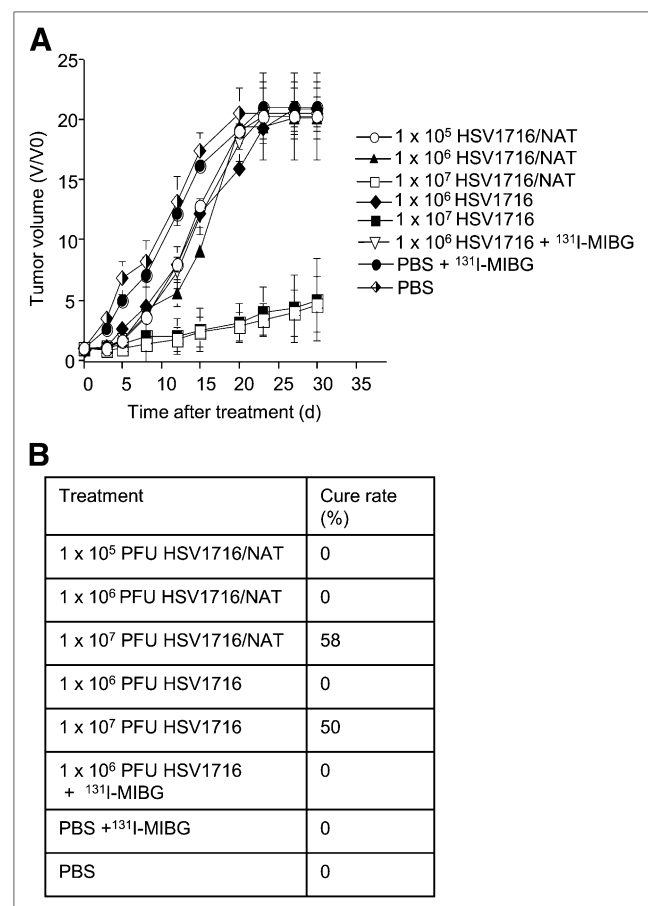 A
25
20
15
10
5
0
Tumor volume (V/V0)
0 5 10 15 20 25 30 35
Time after treatment (d)
1 x 10⁵ HSV1716/NAT
1 x 10⁶ HSV1716/NAT
1 x 10⁷ HSV1716/NAT
1 x 10⁶ HSV1716
1 x 10⁷ HSV1716
1 x 10⁶ HSV1716 + ¹³¹I-MIBG
PBS + ¹³¹I-MIBG
PBS
B
Treatment Cure rate
(%)
1 x 10⁵ PFU HSV1716/NAT 0
1 x 10⁶ PFU HSV1716/NAT 0
1 x 10⁷ PFU HSV1716/NAT 58
1 x 10⁶ PFU HSV1716 0
1 x 10⁷ PFU HSV1716 50
1 x 10⁶ PFU HSV1716 0
+ ¹³¹I-MIBG
PBS +¹³¹I-MIBG 0
PBS 0